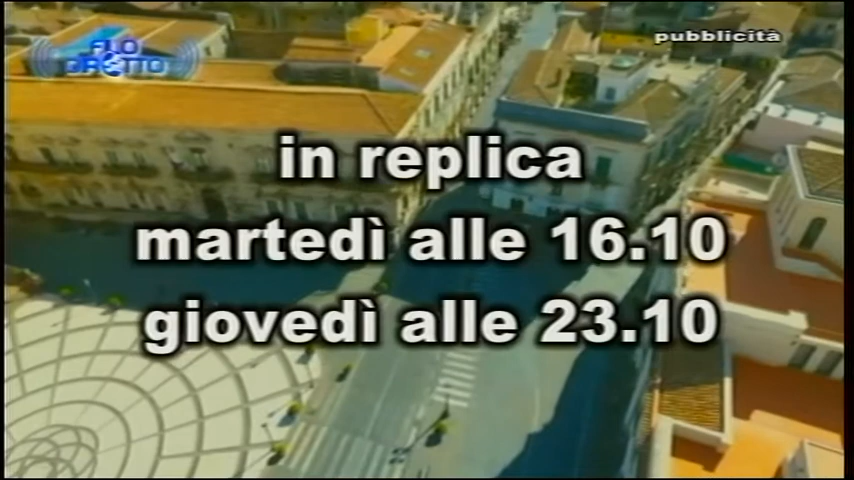 FILO
DIRETTO
pubblicità
in replica
martedì alle 16.10
giovedì alle 23.10